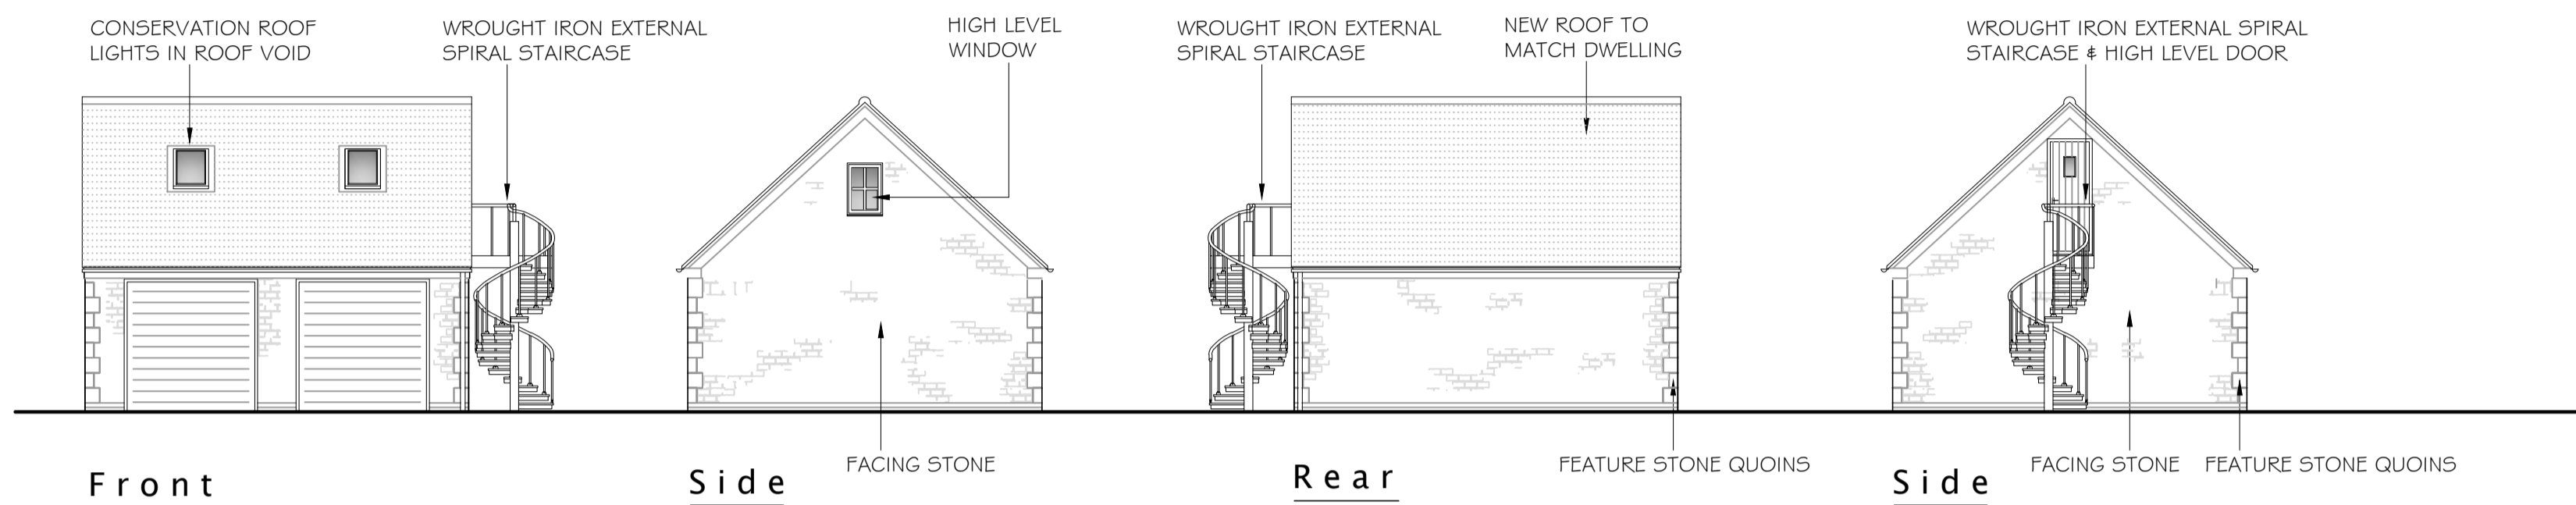 CONSERVATION ROOF
LIGHTS IN ROOF VOID
WROUGHT IRON EXTERNAL
SPIRAL STAIRCASE
HIGH LEVEL
WINDOW
WROUGHT IRON EXTERNAL
SPIRAL STAIRCASE
NEW ROOF TO
MATCH DWELLING
WROUGHT IRON EXTERNAL SPIRAL
STAIRCASE & HIGH LEVEL DOOR
FACING STONE
FEATURE STONE QUOINS
FACING STONE
FEATURE STONE QUOINS
Front
Side
Rear
Side